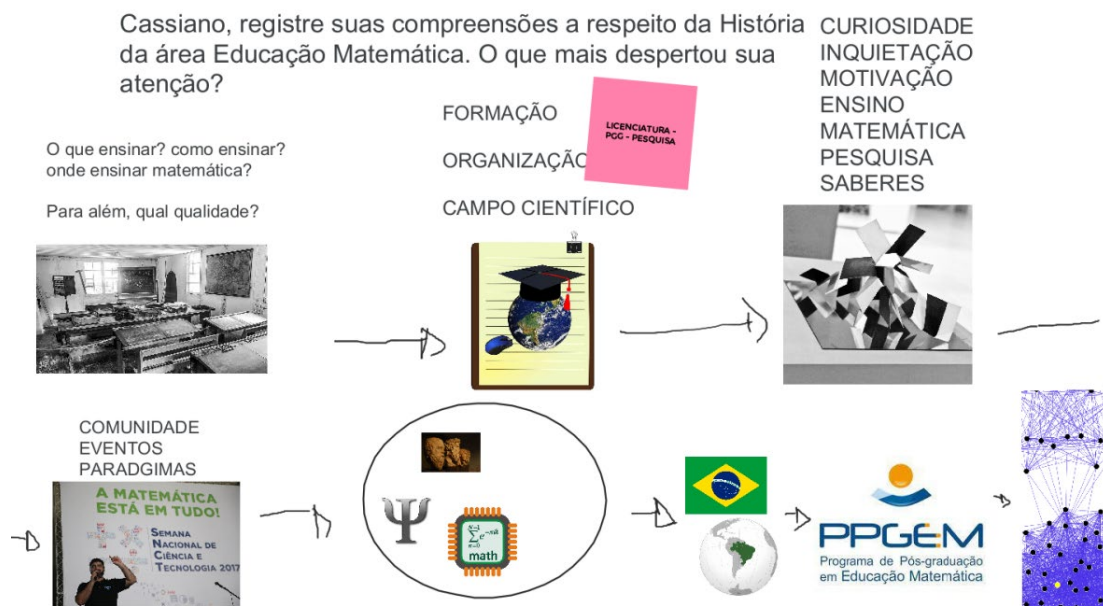 Cassiano, registre suas compreensões a respeito da História
da área Educação Matemática. O que mais despertou sua
atenção?
CURIOSIDADE
INQUIETAÇÃO
MOTIVAÇÃO
ENSINO
MATEMÁTICA
PESQUISA
SABERES
FORMAÇÃO
ORGANIZAÇÃO
CAMPO CIENTÍFICO
LICENCIATURA -
PGG - PESQUISA
O que ensinar? como ensinar?
onde ensinar matemática?
Para além, qual qualidade?
COMUNIDADE
EVENTOS
PARADGIMAS
A MATEMÁTICA
ESTÁ EM TUDO!
SEMANA
NACIONAL DE
CIÊNCIA E
TECNOLOGIA 2017
Ψ
math
PPGEM
Programa de Pós-graduação
em Educação Matemática